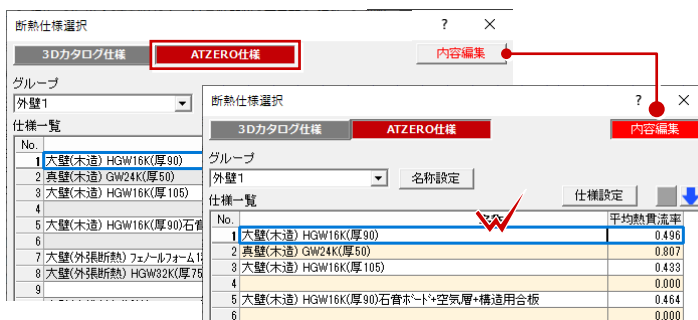 断熱仕様選択 ? ×
3Dカタログ仕様 ATZERO仕様 内容編集
グループ
外壁1
仕様一覧
No.
1 大壁(木造) HGW16K(厚90)
2 真壁(木造) GW24K(厚50)
3 大壁(木造) HGW16K(厚105)
4
5 大壁(木造) HGW16K(厚90)石
6
7 大壁(外張断熱) フェノールフォーム
8 大壁(外張断熱) HGW32K(厚75
9
断熱仕様選択 ? ×
3Dカタログ仕様 ATZERO仕様 内容編集
グループ
外壁1 名称設定
仕様一覧 仕様設定
No. 平均熱貫流率
1 大壁(木造) HGW16K(厚90) 0.496
2 真壁(木造) GW24K(厚50) 0.807
3 大壁(木造) HGW16K(厚105) 0.433
4 0.000
5 大壁(木造) HGW16K(厚90)石膏ボード+空気層+構造用合板 0.464
6 0.000